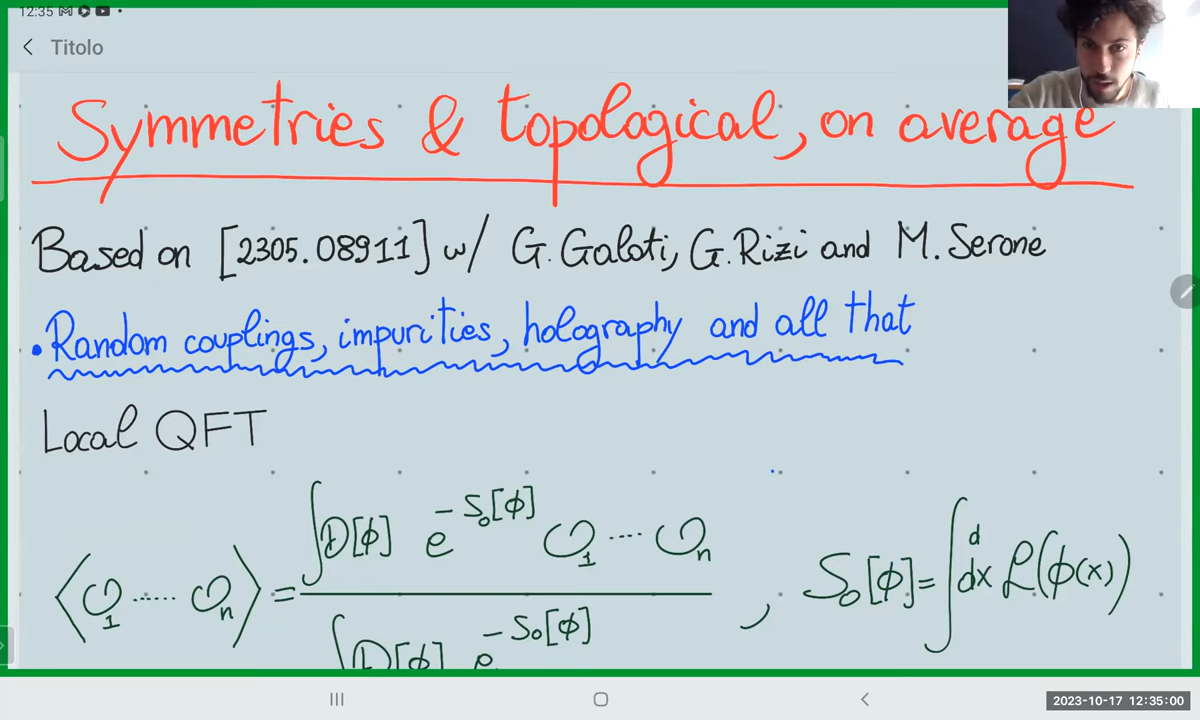 12:35
Titolo
Symmetries & topological, on average
Based on [2305.08911] w/ G. Galati, G. Rizi and M. Serone
• Random couplings, impurities, holography and all that
Local QFT
⟨O₁ ...... Oₙ⟩ = ∫D[ϕ] e^{-S₀[ϕ]} O₁ .... Oₙ / ∫D[ϕ] e^{-S₀[ϕ]} , S₀[ϕ] = ∫dᵈx ℒ(ϕ(x))
2023-10-17 12:35:00